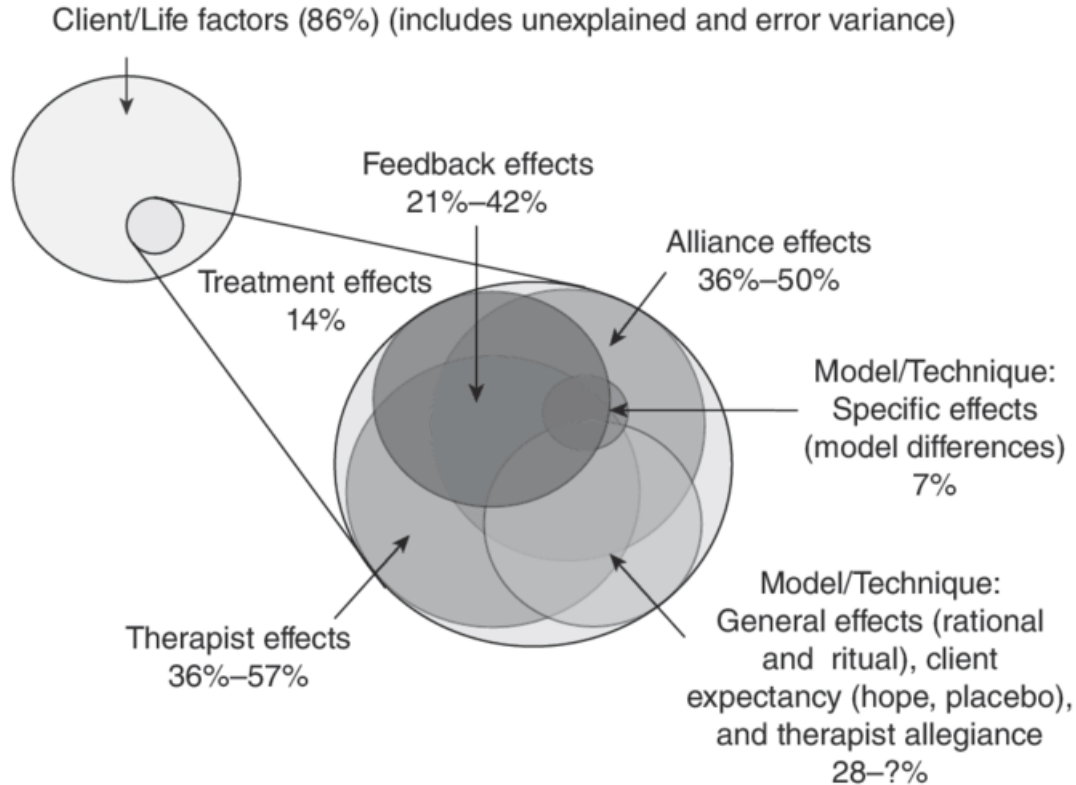 Client/Life factors (86%) (includes unexplained and error variance)
Feedback effects
21%–42%
Alliance effects
36%–50%
Treatment effects
14%
Model/Technique:
Specific effects
(model differences)
7%
Therapist effects
36%–57%
Model/Technique:
General effects (rational
and ritual), client
expectancy (hope, placebo),
and therapist allegiance
28–?%